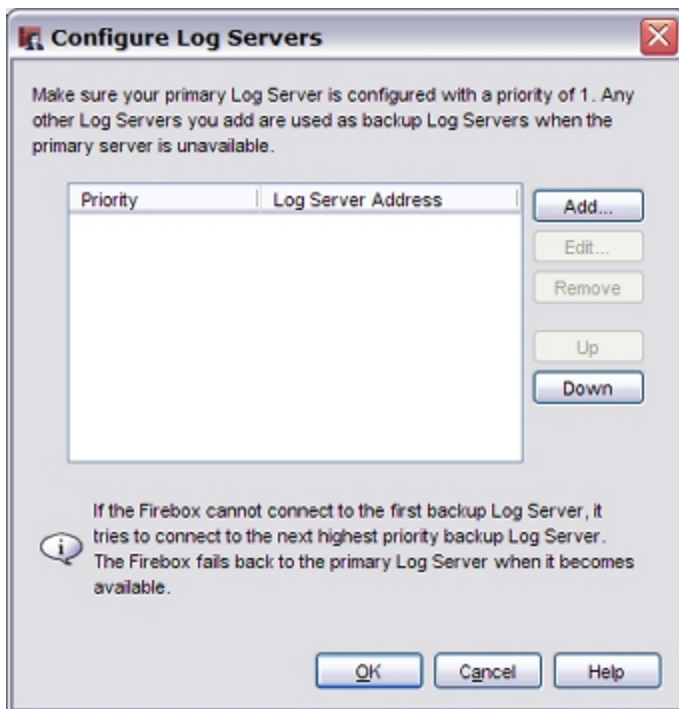 Configure Log Servers
Make sure your primary Log Server is configured with a priority of 1. Any
other Log Servers you add are used as backup Log Servers when the
primary server is unavailable.
Priority Log Server Address
Add...
Edit...
Remove
Up
Down
If the Firebox cannot connect to the first backup Log Server, it
tries to connect to the next highest priority backup Log Server.
The Firebox fails back to the primary Log Server when it becomes
available.
OK Cancel Help